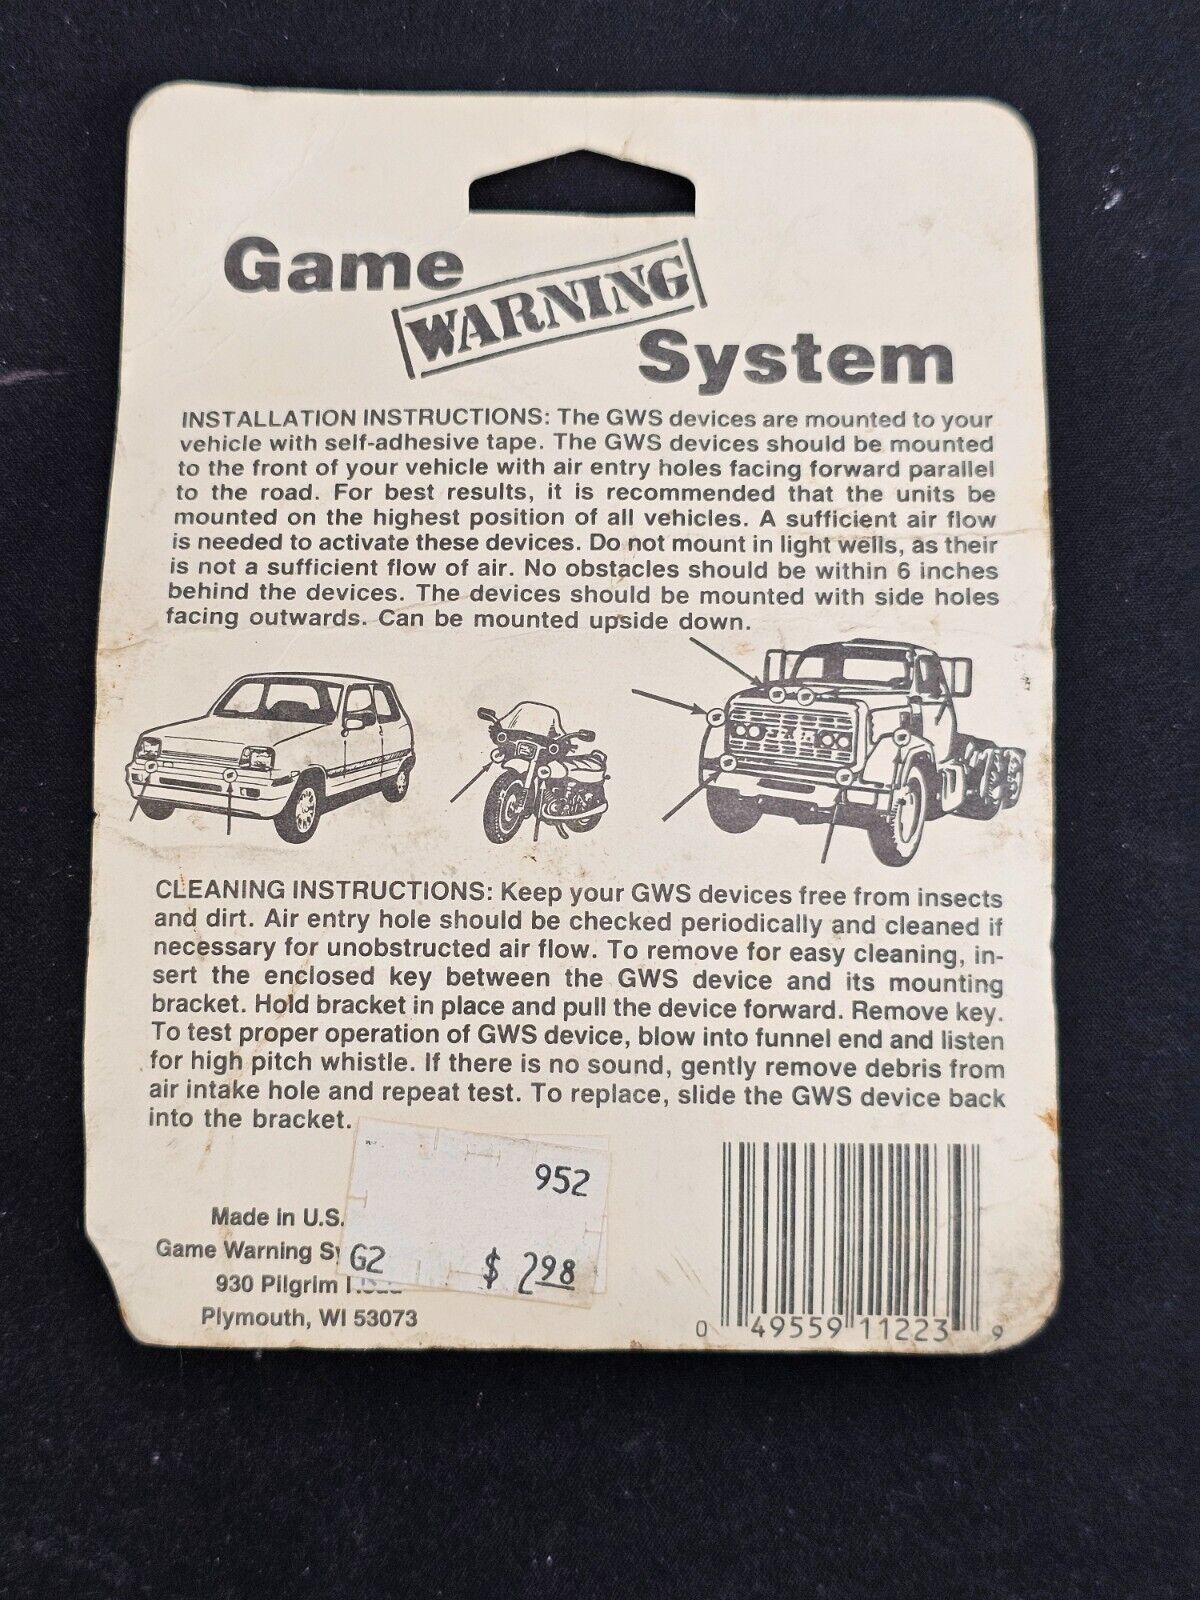 Game
WARNING
System
INSTALLATION INSTRUCTIONS: The GWS devices are mounted to your
vehicle with self-adhesive tape. The GWS devices should be mounted
to the front of your vehicle with air entry holes facing forward parallel
to the road. For best results, it is recommended that the units be
mounted on the highest position of all vehicles. A sufficient air flow
is needed to activate these devices. Do not mount in light wells, as their
is not a sufficient flow of air. No obstacles should be within 6 inches
behind the devices. The devices should be mounted with side holes
facing outwards. Can be mounted upside down.
CLEANING INSTRUCTIONS: Keep your GWS devices free from insects
and dirt. Air entry hole should be checked periodically and cleaned if
necessary for unobstructed air flow. To remove for easy cleaning, in-
sert the enclosed key between the GWS device and its mounting
bracket. Hold bracket in place and pull the device forward. Remove key.
To test proper operation of GWS device, blow into funnel end and listen
for high pitch whistle. If there is no sound, gently remove debris from
air intake hole and repeat test. To replace, slide the GWS device back
into the bracket.
952
G2 $ 2.98
Made in U.S.
Game Warning Sy
930 Pilgrim
Plymouth, WI 53073
0 49559 11223 9